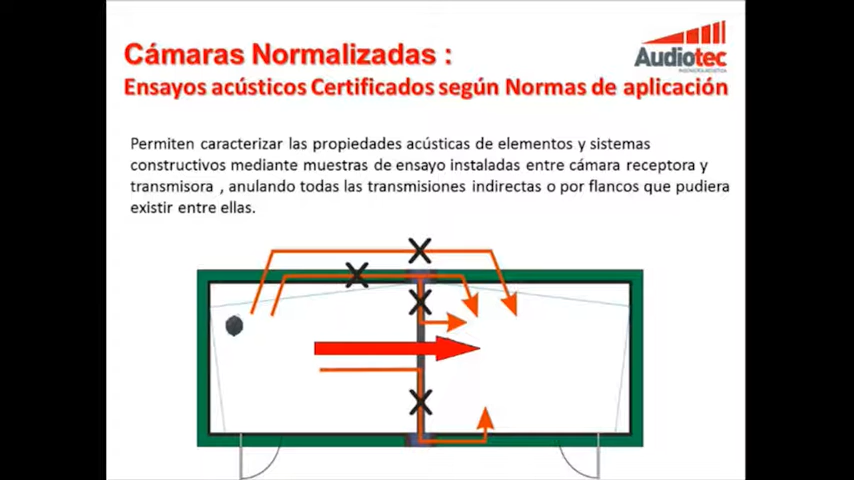 Cámaras Normalizadas :
Audiotec
Ensayos acústicos Certificados según Normas de aplicación
Permiten caracterizar las propiedades acústicas de elementos y sistemas
constructivos mediante muestras de ensayo instaladas entre cámara receptora y
transmisora , anulando todas las transmisiones indirectas o por flancos que pudiera
existir entre ellas.